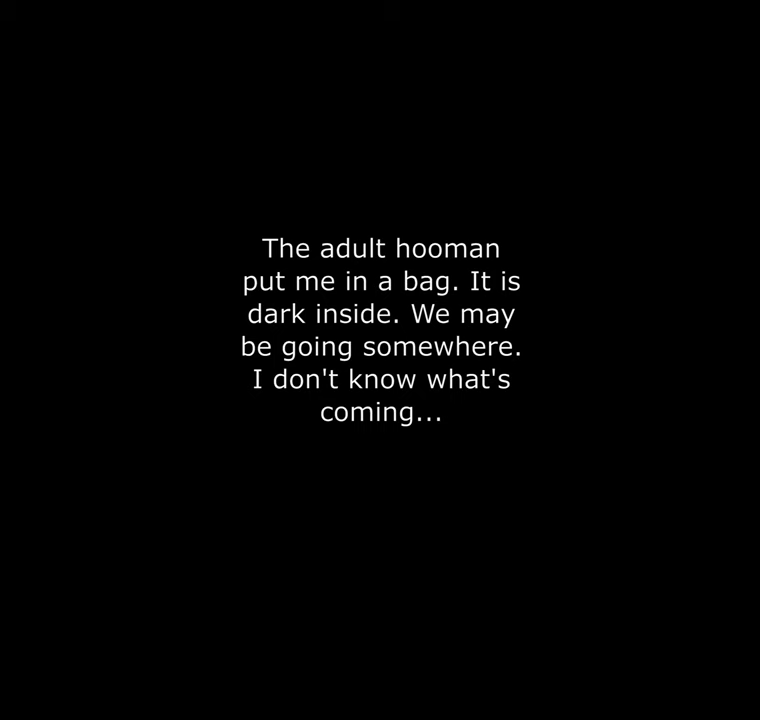 The adult hooman
put me in a bag. It is
dark inside. We may
be going somewhere.
I don't know what's
coming...